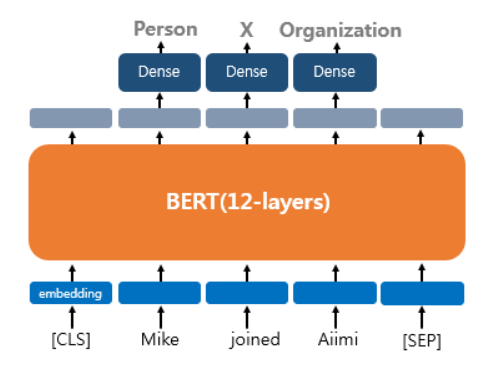 Person X Organization
Dense Dense Dense
BERT(12-layers)
embedding
[CLS] Mike joined Aiimi [SEP]